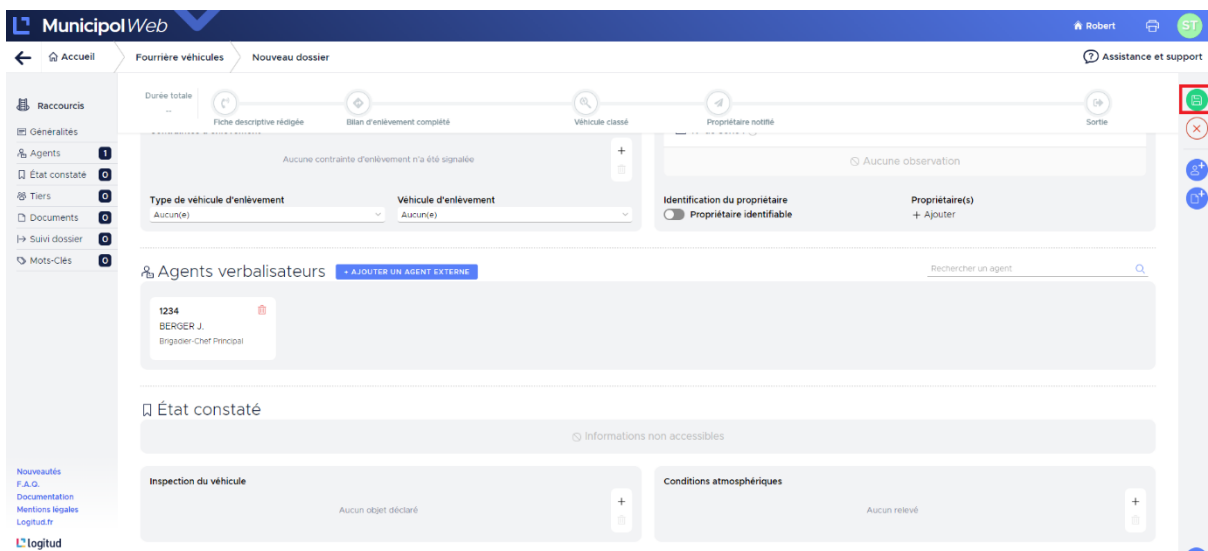 Municipol Web
Robert
ST
Accueil
Fourrière véhicules
Nouveau dossier
Assistance et support
Raccourcis
Généralités
Agents 1
État constaté 0
Tiers 0
Documents 0
Suivi dossier 0
Mots-Clés 0
Durée totale
--
Fiche descriptive rédigée
Bilan d'enlèvement complété
Véhicule classé
Propriétaire notifié
Sortie
Aucune contrainte d'enlèvement n'a été signalée
Aucune observation
Type de véhicule d'enlèvement
Aucun(e)
Véhicule d'enlèvement
Aucun(e)
Identification du propriétaire
Propriétaire identifiable
Propriétaire(s)
+ Ajouter
Agents verbalisateurs
+ AJOUTER UN AGENT EXTERNE
Rechercher un agent
1234
BERGER J.
Brigadier-Chef Principal
État constaté
Informations non accessibles
Inspection du véhicule
Aucun objet déclaré
Conditions atmosphériques
Aucun relevé
Nouveautés
F.A.Q.
Documentation
Mentions légales
Logitud.fr
logitud